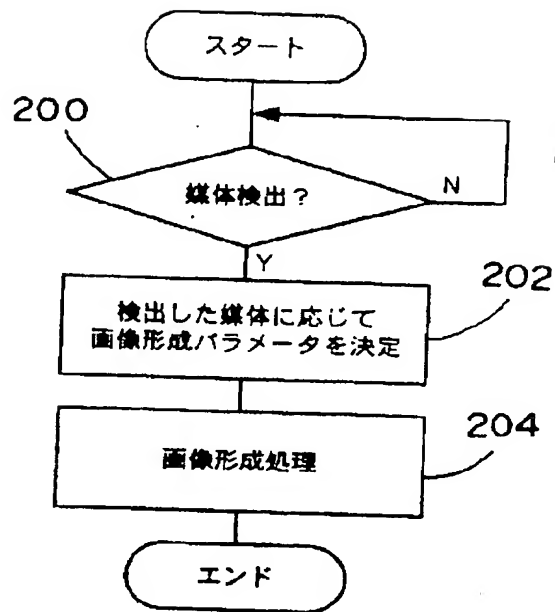 スタート
200
媒体検出?
N
Y
検出した媒体に応じて
画像形成パラメータを決定
202
画像形成処理
204
エンド